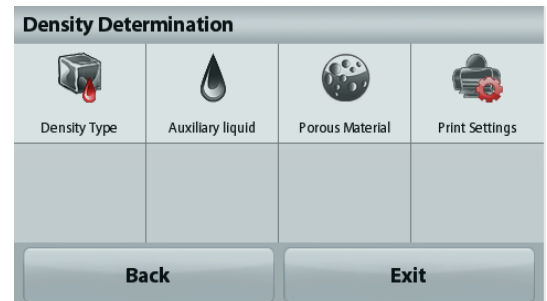 Density Determination
Density Type
Auxiliary liquid
Porous Material
Print Settings
Back
Exit